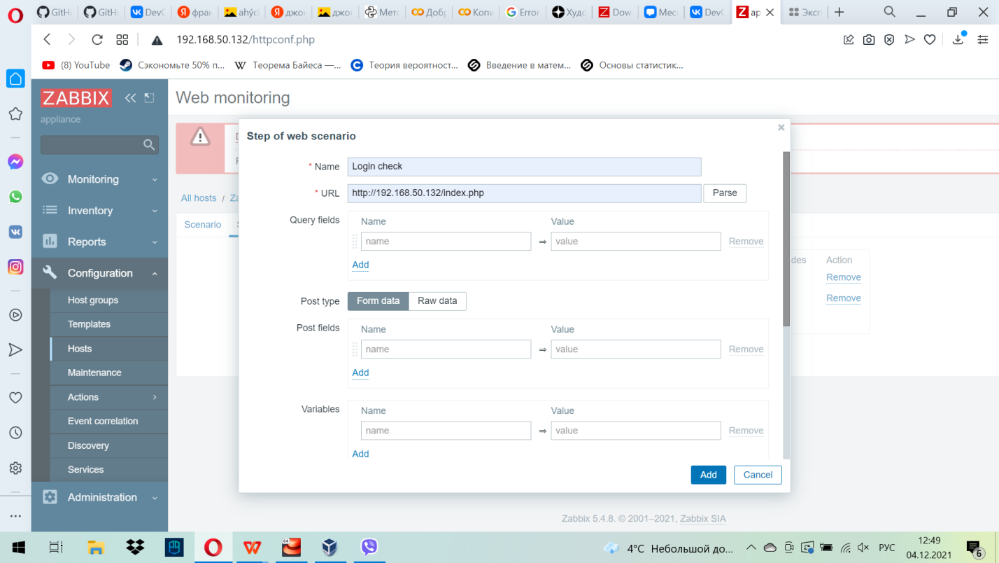 GitH GitH DevC фран ahýc джо джо Мето Добр Копи Error Худо Dow Мес DevC ap Эксп
192.168.50.132/httpconf.php
(8) YouTube Сэкономьте 50% п... Теорема Байеса —... Теория вероятност... Введение в матем... Основы статистик...
ZABBIX
appliance
Web monitoring
Step of web scenario
* Name Login check
* URL http://192.168.50.132/index.php Parse
Query fields Name Value
name ⇒ value Remove
Add
Post type Form data Raw data
Post fields Name Value
name ⇒ value Remove
Add
Variables Name Value
name ⇒ value Remove
Add
Add Cancel
All hosts / Za
Scenario
des Action
Remove
Remove
Monitoring
Inventory
Reports
Configuration
Host groups
Templates
Hosts
Maintenance
Actions
Event correlation
Discovery
Services
Administration
Zabbix 5.4.8. © 2001–2021, Zabbix SIA
64
4°C Небольшой до... РУС
12:49
04.12.2021
6